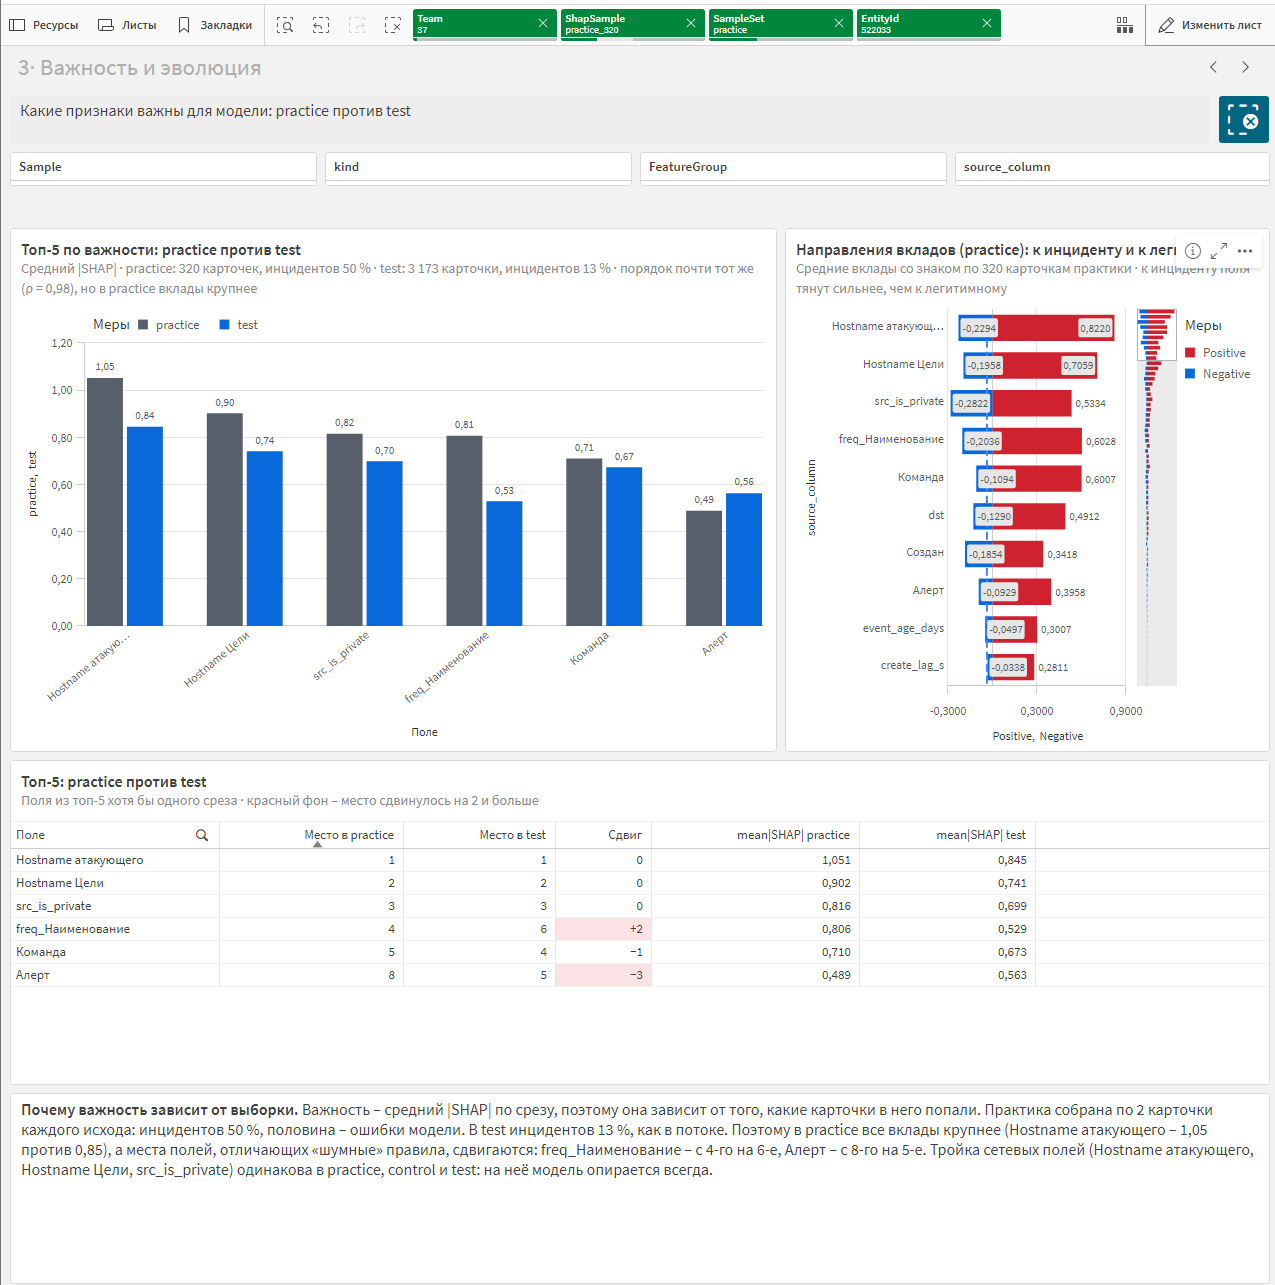 Ресурсы
Листы
Закладки
Team
37
ShapSample
practice_320
SampleSet
practice
EntityId
522033
Изменить лист
3· Важность и эволюция
Какие признаки важны для модели: practice против test
Sample
kind
FeatureGroup
source_column
Топ-5 по важности: practice против test
Средний |SHAP| · practice: 320 карточек, инцидентов 50 % · test: 3 173 карточки, инцидентов 13 % · порядок почти тот же
(ρ = 0,98), но в practice вклады крупнее
Меры
practice
test
1,20
1,00
0,80
0,60
0,40
0,20
0,00
practice, test
1,05
0,84
0,90
0,74
0,82
0,70
0,81
0,53
0,71
0,67
0,49
0,56
Hostname атакую…
Hostname Цели
src_is_private
freq_Наименование
Команда
Алерт
Поле
Направления вкладов (practice): к инциденту и к леги
Средние вклады со знаком по 320 карточкам практики · к инциденту поля
тянут сильнее, чем к легитимному
source_column
Hostname атакующ…
-0,2294
0,8220
Hostname Цели
-0,1958
0,7059
src_is_private
-0,2822
0,5334
freq_Наименование
-0,2036
0,6028
Команда
-0,1094
0,6007
dst
-0,1290
0,4912
Создан
-0,1854
0,3418
Алерт
-0,0929
0,3958
event_age_days
-0,0497
0,3007
create_lag_s
-0,0338
0,2811
-0,3000
0,3000
0,9000
Positive, Negative
Меры
Positive
Negative
Топ-5: practice против test
Поля из топ-5 хотя бы одного среза · красный фон – место сдвинулось на 2 и больше
Поле Место в practice Место в test Сдвиг mean|SHAP| practice mean|SHAP| test
Hostname атакующего 1 1 0 1,051 0,845
Hostname Цели 2 2 0 0,902 0,741
src_is_private 3 3 0 0,816 0,699
freq_Наименование 4 6 +2 0,806 0,529
Команда 5 4 −1 0,710 0,673
Алерт 8 5 −3 0,489 0,563
Почему важность зависит от выборки. Важность – средний |SHAP| по срезу, поэтому она зависит от того, какие карточки в него попали. Практика собрана по 2 карточки
каждого исхода: инцидентов 50 %, половина – ошибки модели. В test инцидентов 13 %, как в потоке. Поэтому в practice все вклады крупнее (Hostname атакующего – 1,05
против 0,85), а места полей, отличающих «шумные» правила, сдвигаются: freq_Наименование – с 4-го на 6-е, Алерт – с 8-го на 5-е. Тройка сетевых полей (Hostname атакующего,
Hostname Цели, src_is_private) одинакова в practice, control и test: на неё модель опирается всегда.